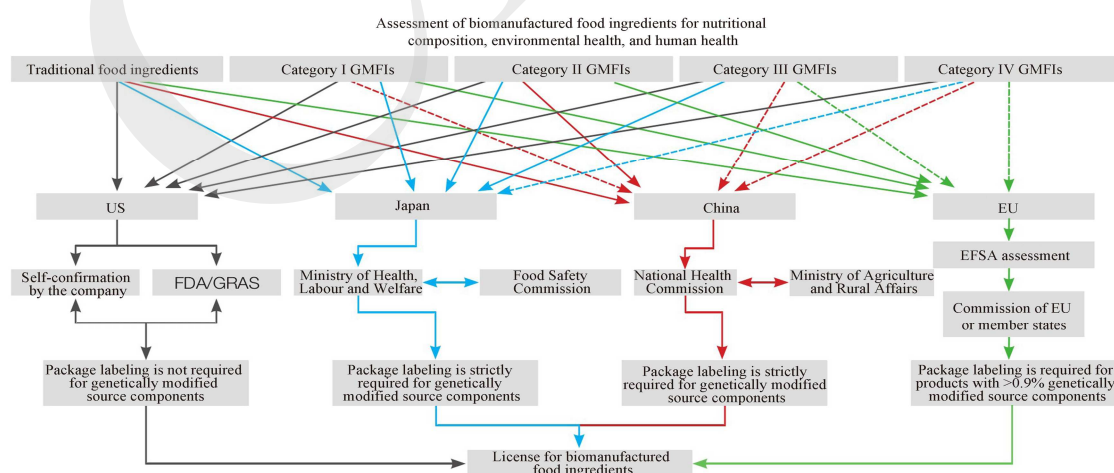 Assessment of biomanufactured food ingredients for nutritional
composition, environmental health, and human health
Traditional food ingredients
Category I GMFIs
Category II GMFIs
Category III GMFIs
Category IV GMFIs
US
Japan
China
EU
Self-confirmation
by the company
FDA/GRAS
Ministry of Health,
Labour and Welfare
Food Safety
Commission
National Health
Commission
Ministry of Agriculture
and Rural Affairs
EFSA assessment
Commission of EU
or member states
Package labeling is not required
for genetically modified
source components
Package labeling is strictly
required for genetically
modified source components
Package labeling is strictly
required for genetically modified
source components
Package labeling is required for
products with >0.9% genetically
modified source components
License for biomanufactured
food ingredients